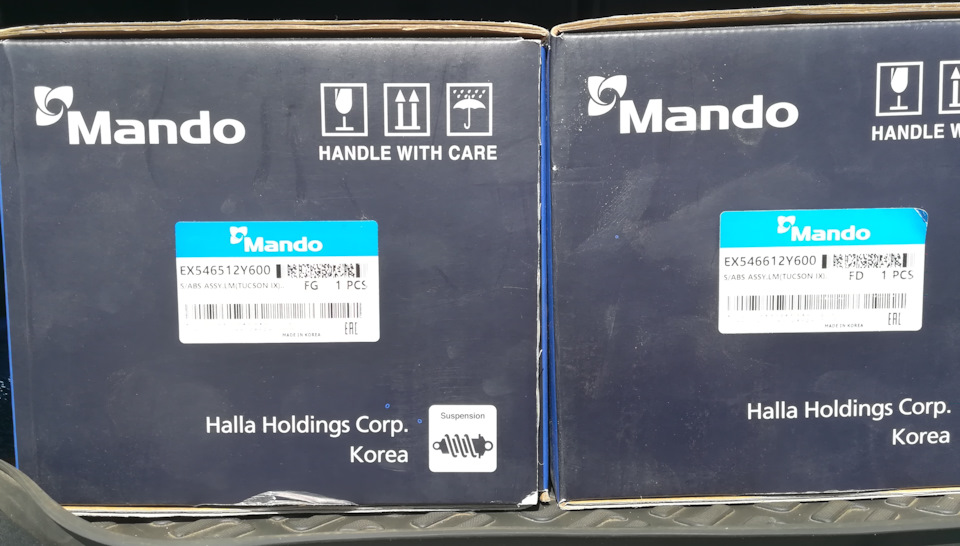 Mando
HANDLE WITH CARE
Mando
EX546512Y600
S/ABS ASSY.LM(TUCSON IX)..
FG 1 PCS
MADE IN KOREA
EAC
Halla Holdings Corp.
Korea
Suspension
Mando
HANDLE W
Mando
EX546612Y600
S/ABS ASSY.LM(TUCSON IX)..
FD 1 PCS
MADE IN KOREA
EAC
Halla Holdings Corp.
Korea